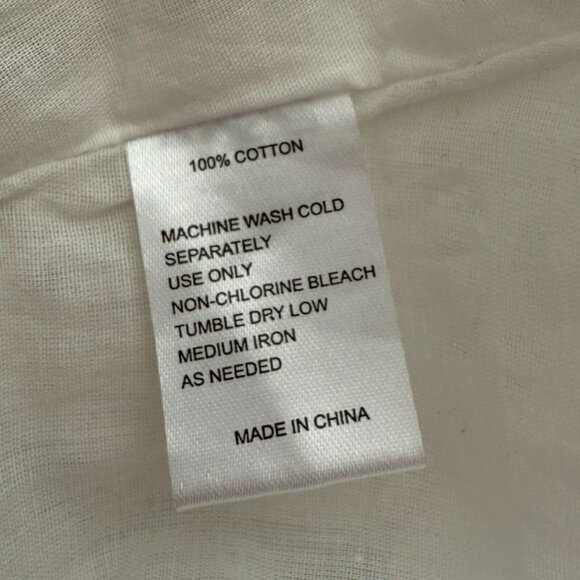 100% COTTON
MACHINE WASH COLD
SEPARATELY
USE ONLY
NON-CHLORINE BLEACH
TUMBLE DRY LOW
MEDIUM IRON
AS NEEDED
MADE IN CHINA